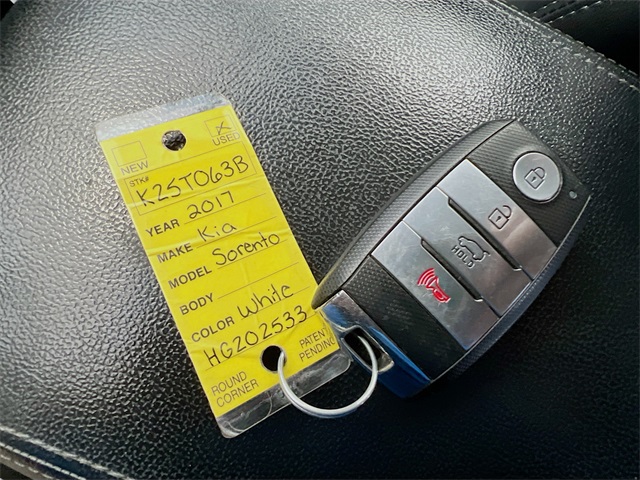 NEW
USED
STK#
K25T063B
YEAR 2017
MAKE Kia
MODEL Sorento
BODY
COLOR White
HG202533
ROUND CORNER
PATENT PENDING
HOLD